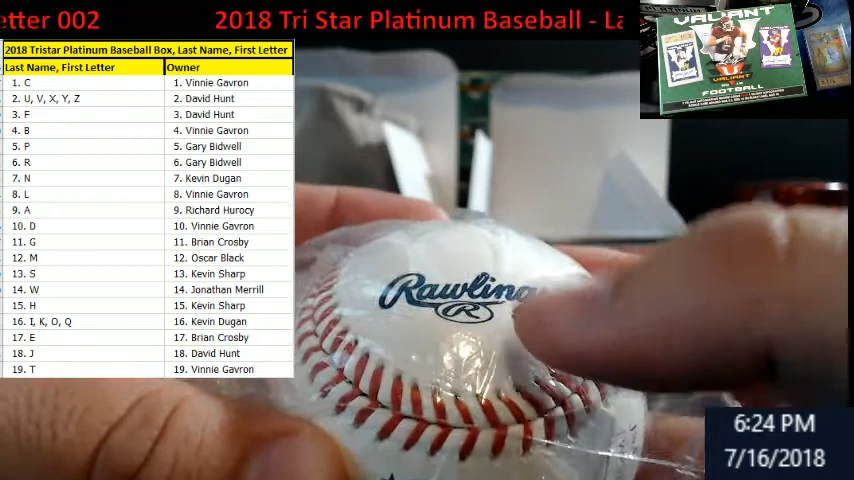 etter 002
2018 Tri Star Platinum Baseball - La
2018 Tristar Platinum Baseball Box, Last Name, First Letter
Last Name, First Letter Owner
1. C 1. Vinnie Gavron
2. U, V, X, Y, Z 2. David Hunt
3. F 3. David Hunt
4. B 4. Vinnie Gavron
5. P 5. Gary Bidwell
6. R 6. Gary Bidwell
7. N 7. Kevin Dugan
8. L 8. Vinnie Gavron
9. A 9. Richard Hurocy
10. D 10. Vinnie Gavron
11. G 11. Brian Crosby
12. M 12. Oscar Black
13. S 13. Kevin Sharp
14. W 14. Jonathan Merrill
15. H 15. Kevin Sharp
16. I, K, O, Q 16. Kevin Dugan
17. E 17. Brian Crosby
18. J 18. David Hunt
19. T 19. Vinnie Gavron
VALIANT
VALIANT
FOOTBALL
Rawlings
R
6:24 PM
7/16/2018